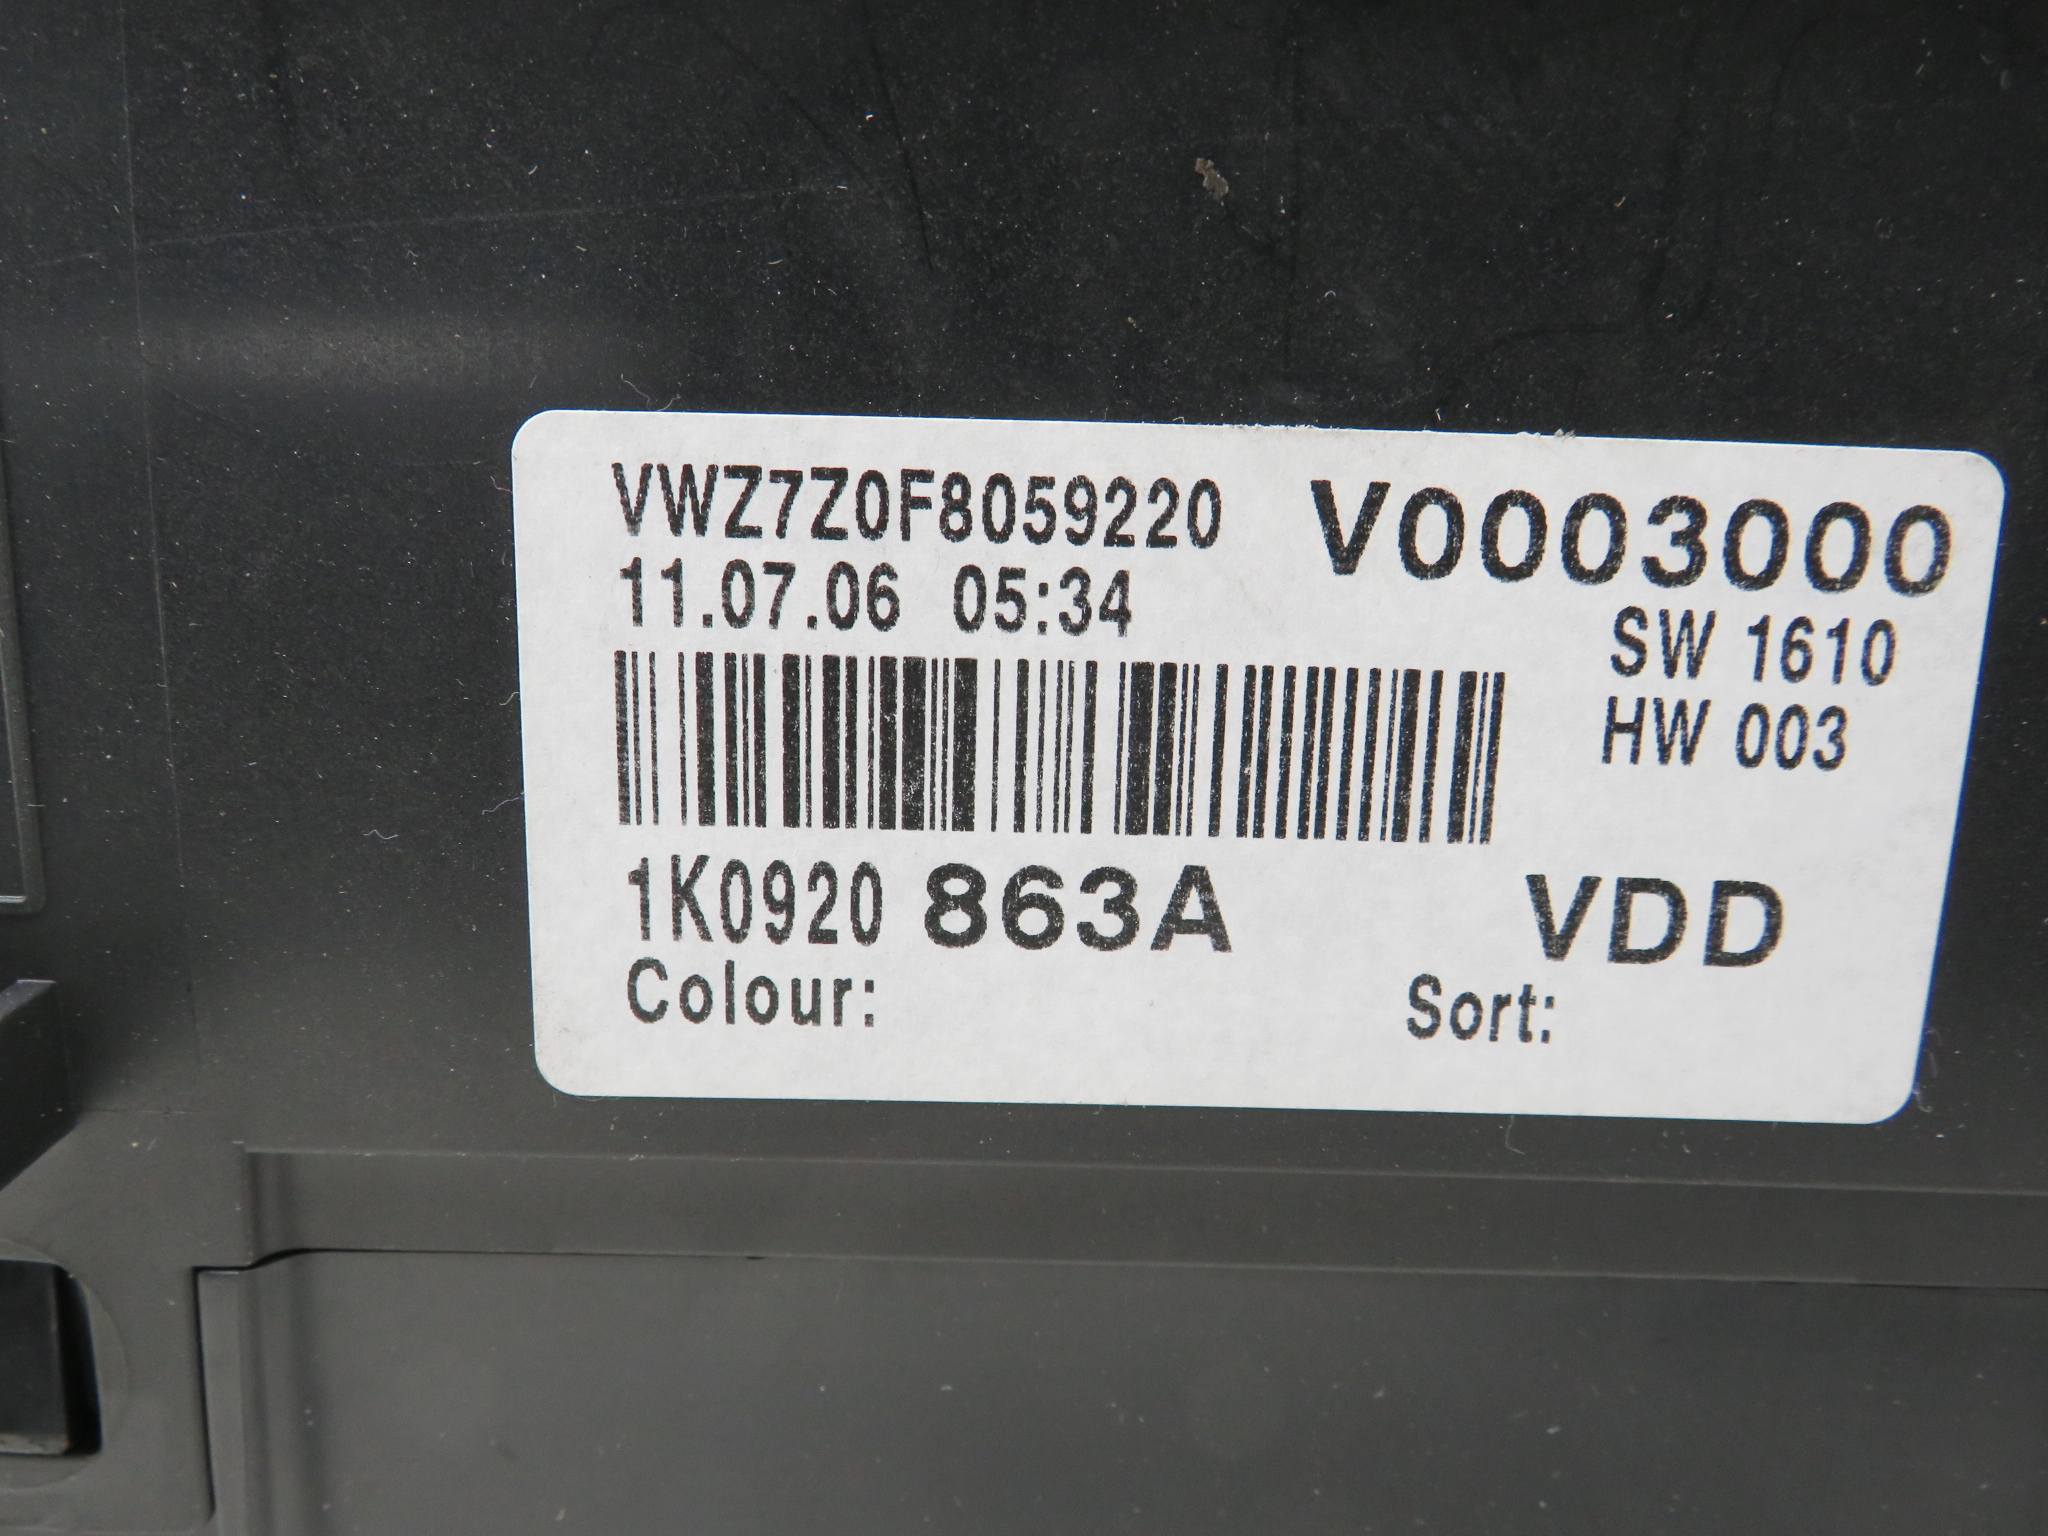 VWZ7Z0F8059220 V0003000
11.07.06 05:34 SW 1610
HW 003
1K0920 863A VDD
Colour: Sort: